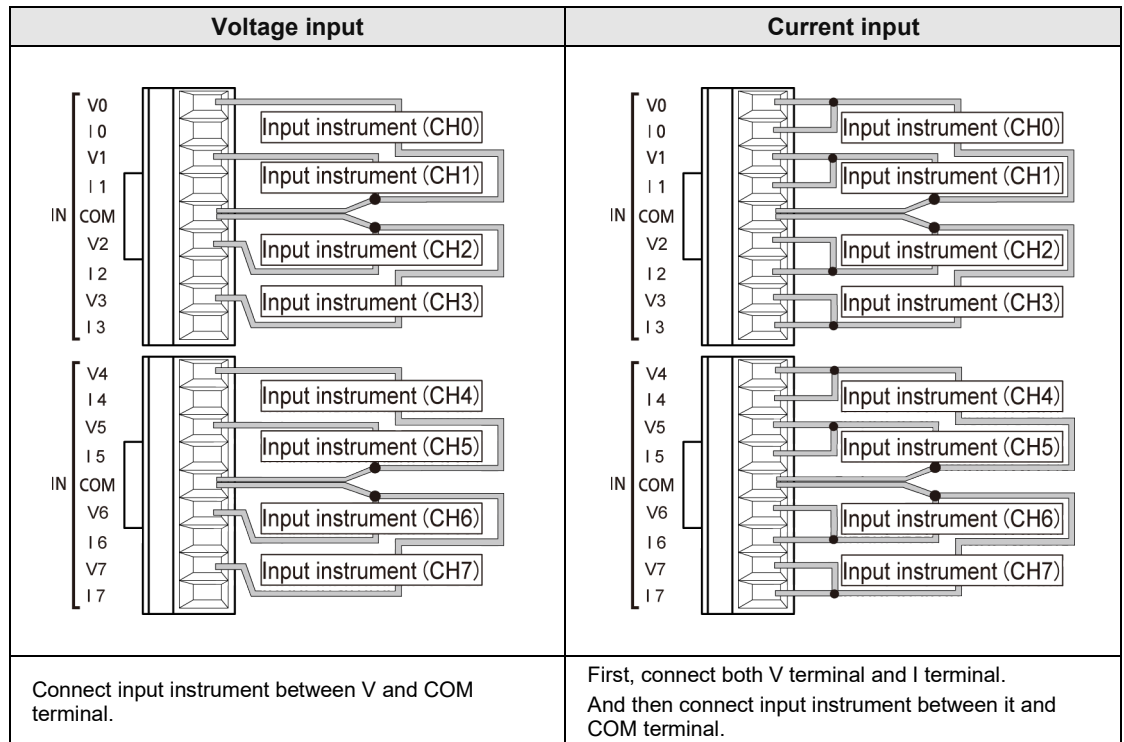 Voltage input
Current input
V0
I 0
V1
I 1
IN COM
V2
I 2
V3
I 3
Input instrument (CH0)
Input instrument (CH1)
Input instrument (CH2)
Input instrument (CH3)
V4
I 4
V5
I 5
IN COM
V6
I 6
V7
I 7
Input instrument (CH4)
Input instrument (CH5)
Input instrument (CH6)
Input instrument (CH7)
V0
I 0
V1
I 1
IN COM
V2
I 2
V3
I 3
Input instrument (CH0)
Input instrument (CH1)
Input instrument (CH2)
Input instrument (CH3)
V4
I 4
V5
I 5
IN COM
V6
I 6
V7
I 7
Input instrument (CH4)
Input instrument (CH5)
Input instrument (CH6)
Input instrument (CH7)
Connect input instrument between V and COM
terminal.
First, connect both V terminal and I terminal.
And then connect input instrument between it and
COM terminal.